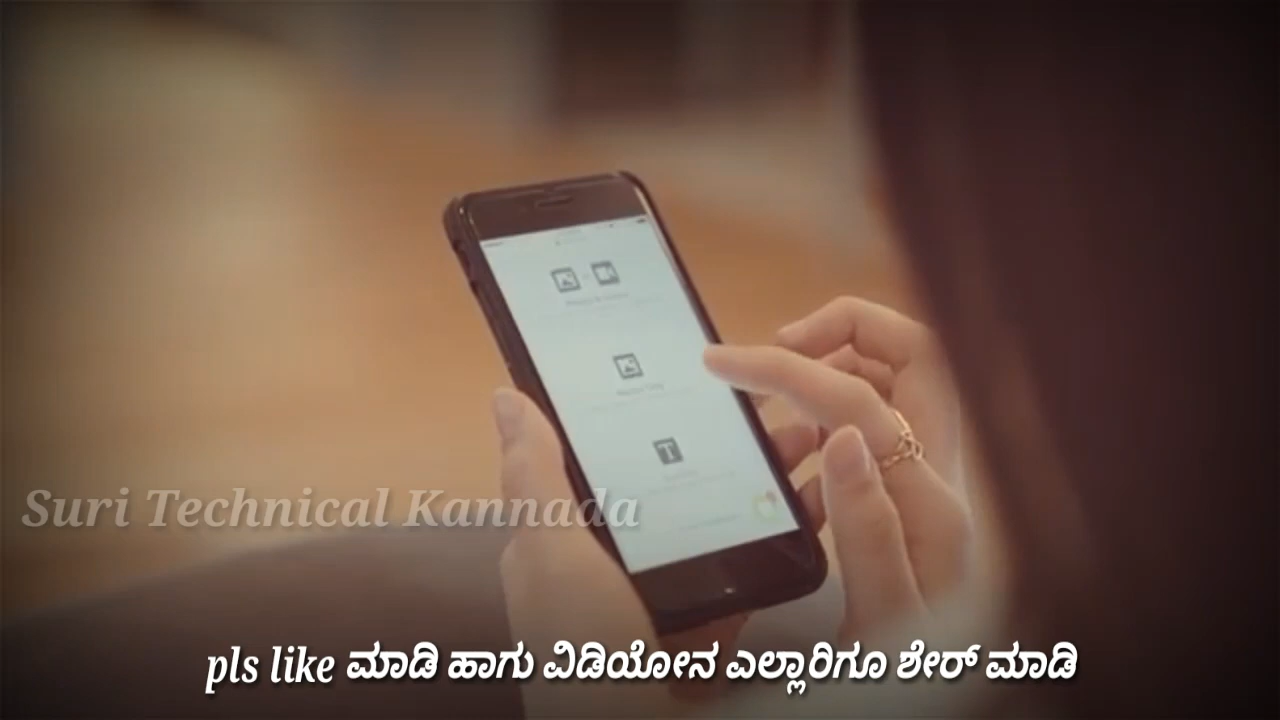 Suri Technical Kannada
pls like ಮಾಡಿ ಹಾಗು ವಿಡಿಯೋನ ಎಲ್ಲಾರಿಗೂ ಶೇರ್ ಮಾಡಿ